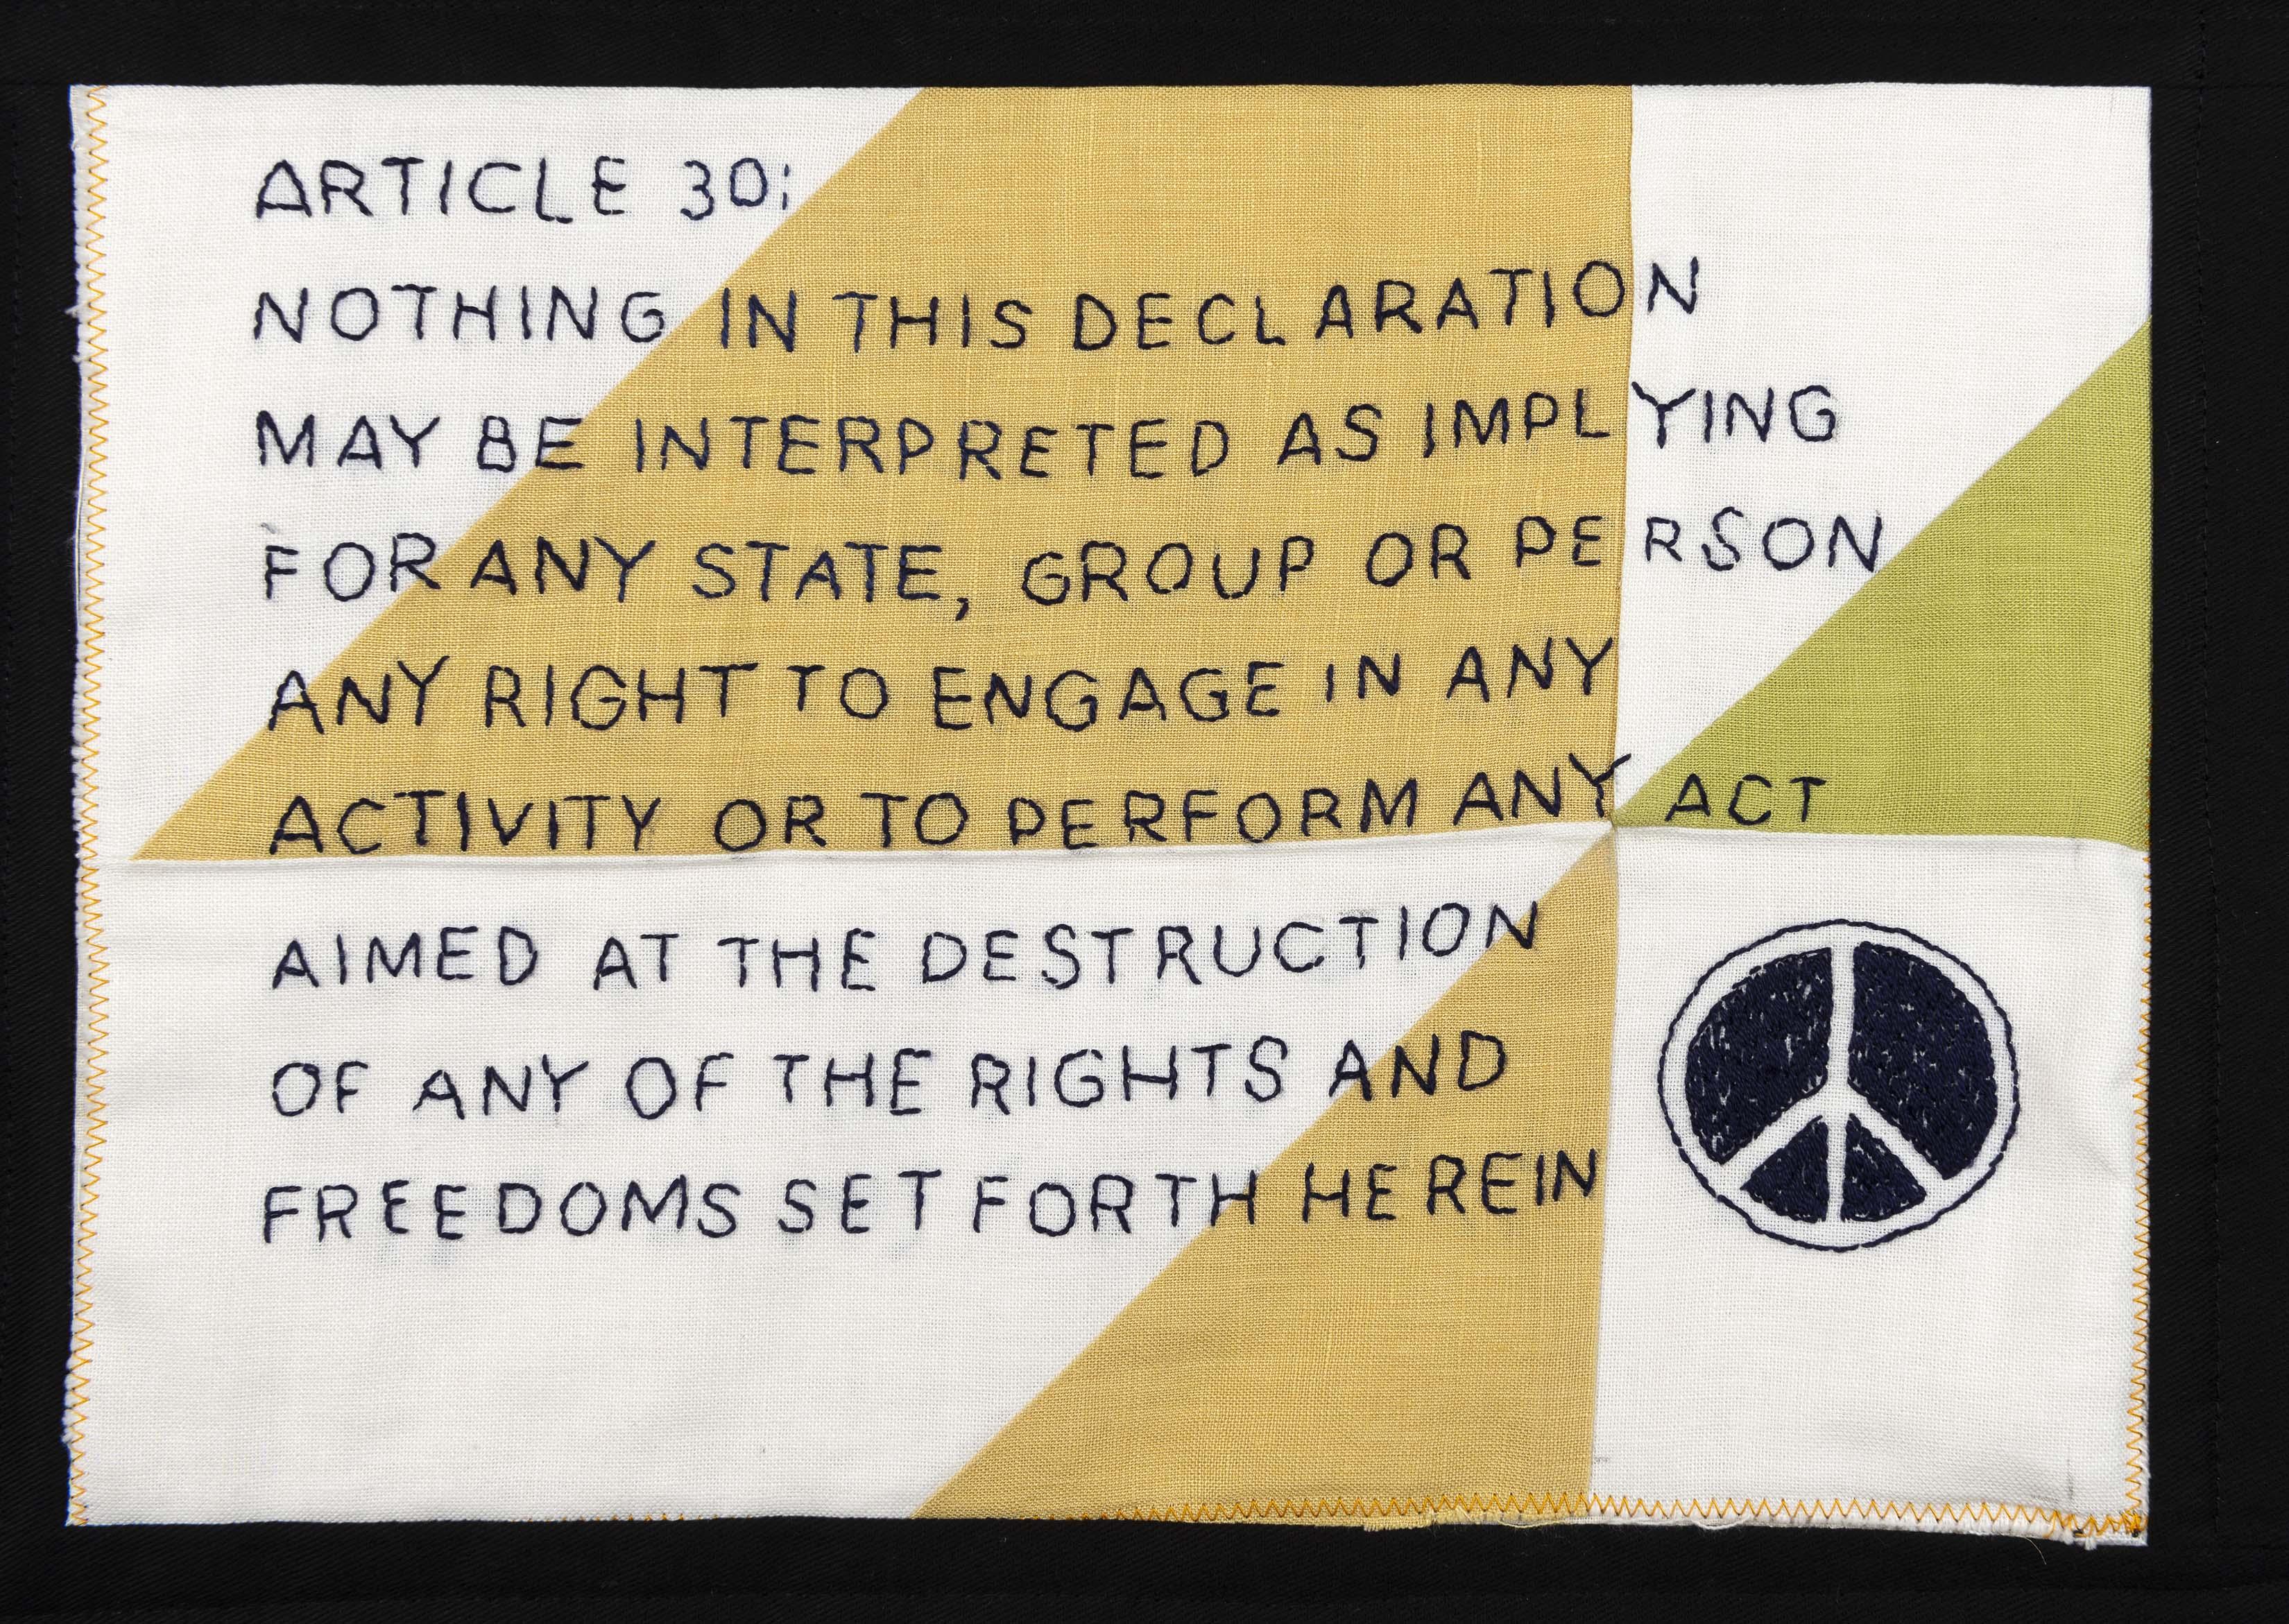 ARTICLE 30:
NOTHING IN THIS DECLARATION
MAY BE INTERPRETED AS IMPLYING
FOR ANY STATE, GROUP OR PERSON
ANY RIGHT TO ENGAGE IN ANY
ACTIVITY OR TO PERFORM ANY ACT
AIMED AT THE DESTRUCTION
OF ANY OF THE RIGHTS AND
FREEDOMS SET FORTH HEREIN